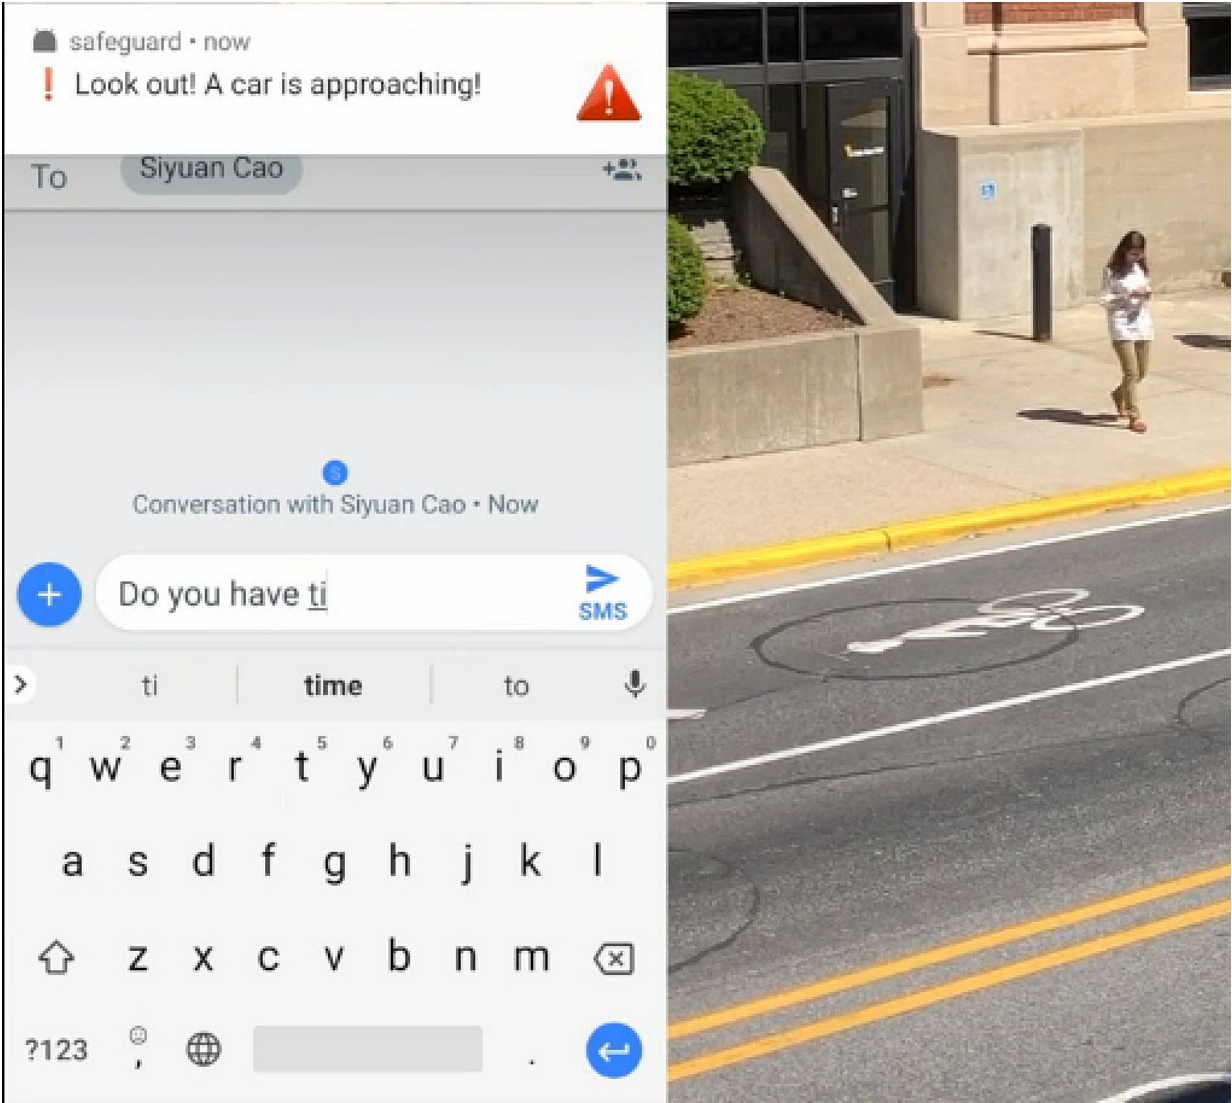 safeguard • now
❗ Look out! A car is approaching!
To Siyuan Cao
S
Conversation with Siyuan Cao • Now
Do you have ti
SMS
ti time to
1 2 3 4 5 6 7 8 9 0
q w e r t y u i o p
a s d f g h j k l
z x c v b n m
?123 , .